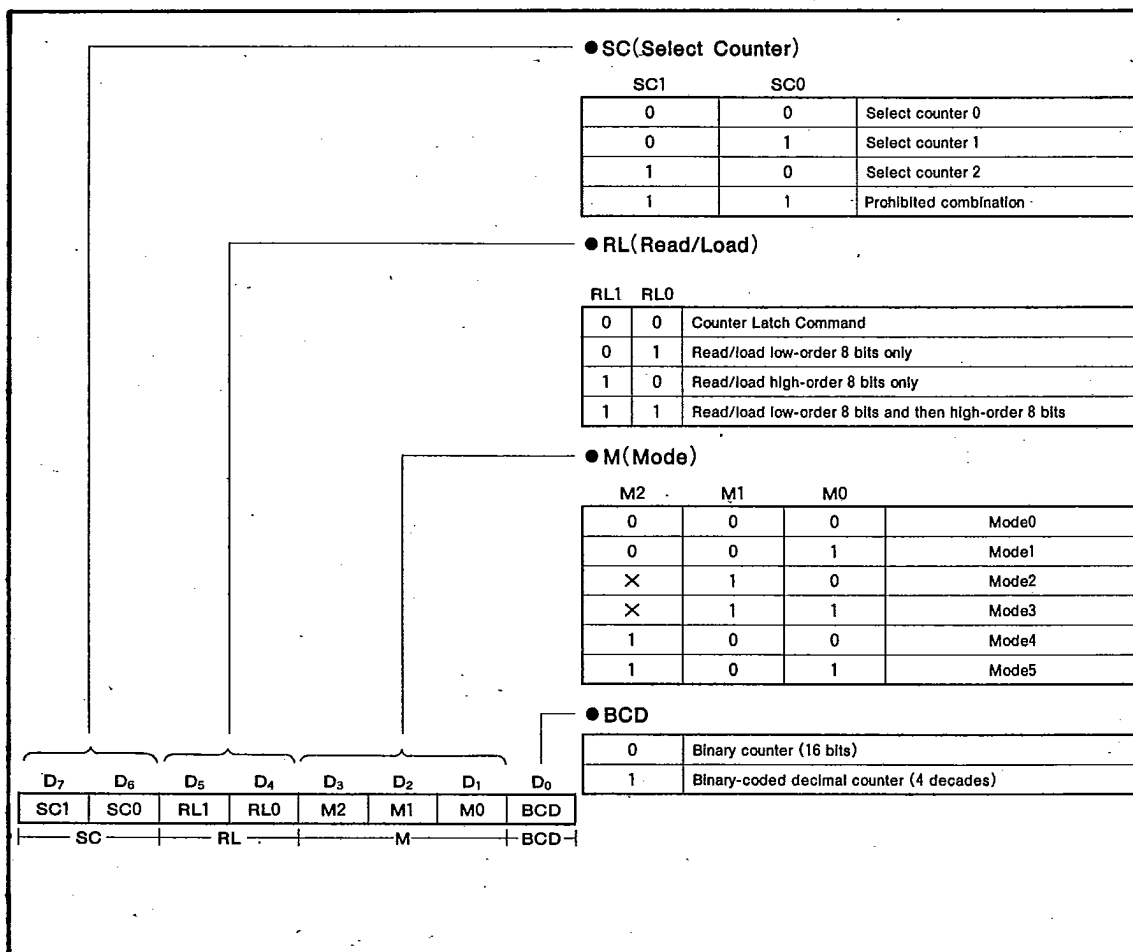 ●SC(Select Counter)
SC1 SC0
0 0 Select counter 0
0 1 Select counter 1
1 0 Select counter 2
1 1 Prohibited combination
●RL(Read/Load)
RL1 RL0
0 0 Counter Latch Command
0 1 Read/load low-order 8 bits only
1 0 Read/load high-order 8 bits only
1 1 Read/load low-order 8 bits and then high-order 8 bits
●M(Mode)
M2 M1 M0
0 0 0 Mode0
0 0 1 Mode1
× 1 0 Mode2
× 1 1 Mode3
1 0 0 Mode4
1 0 1 Mode5
●BCD
0 Binary counter (16 bits)
1 Binary-coded decimal counter (4 decades)
D₇ D₆ D₅ D₄ D₃ D₂ D₁ D₀
SC1 SC0 RL1 RL0 M2 M1 M0 BCD
SC RL M BCD